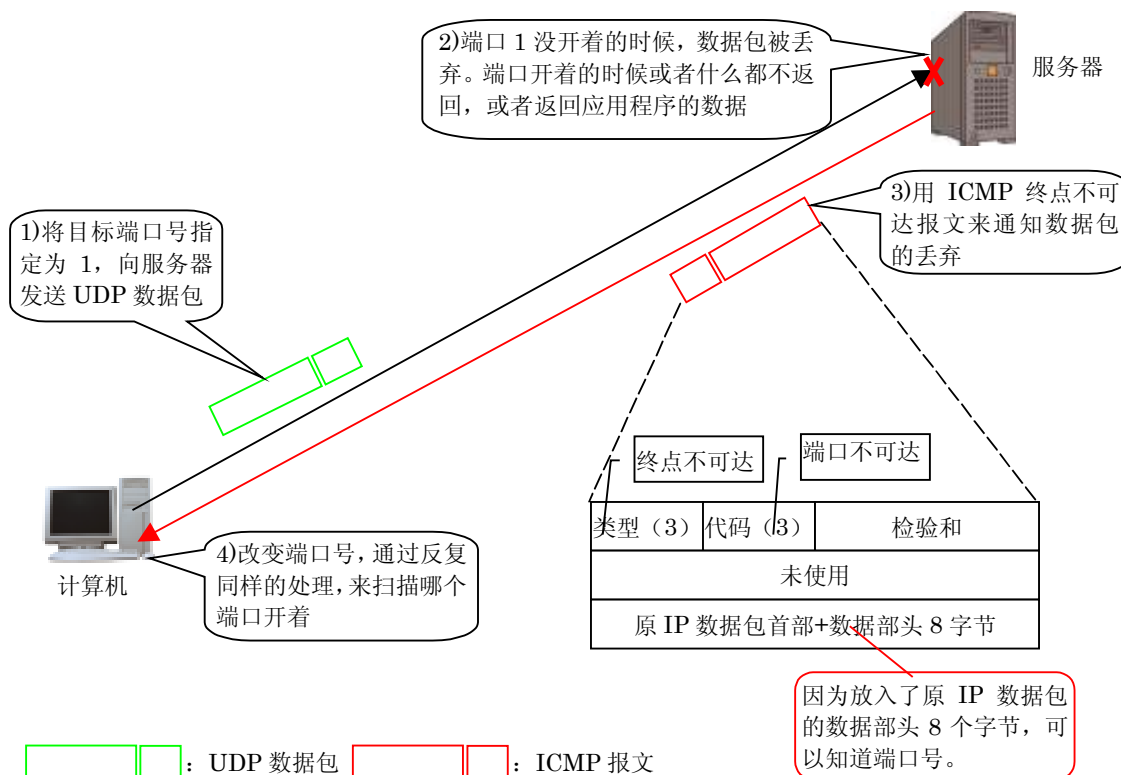 2)端口 1 没开着的时候，数据包被丢
弃。端口开着的时候或者什么都不返
回，或者返回应用程序的数据
服务器
3)用 ICMP 终点不可
达报文来通知数据包
的丢弃
1)将目标端口号指
定为 1，向服务器
发送 UDP 数据包
终点不可达
端口不可达
类型（3） 代码（3） 检验和
未使用
原 IP 数据包首部+数据部头 8 字节
4)改变端口号，通过反复
同样的处理，来扫描哪个
端口开着
计算机
因为放入了原 IP 数据包
的数据部头 8 个字节，可
以知道端口号。
：UDP 数据包 ：ICMP 报文